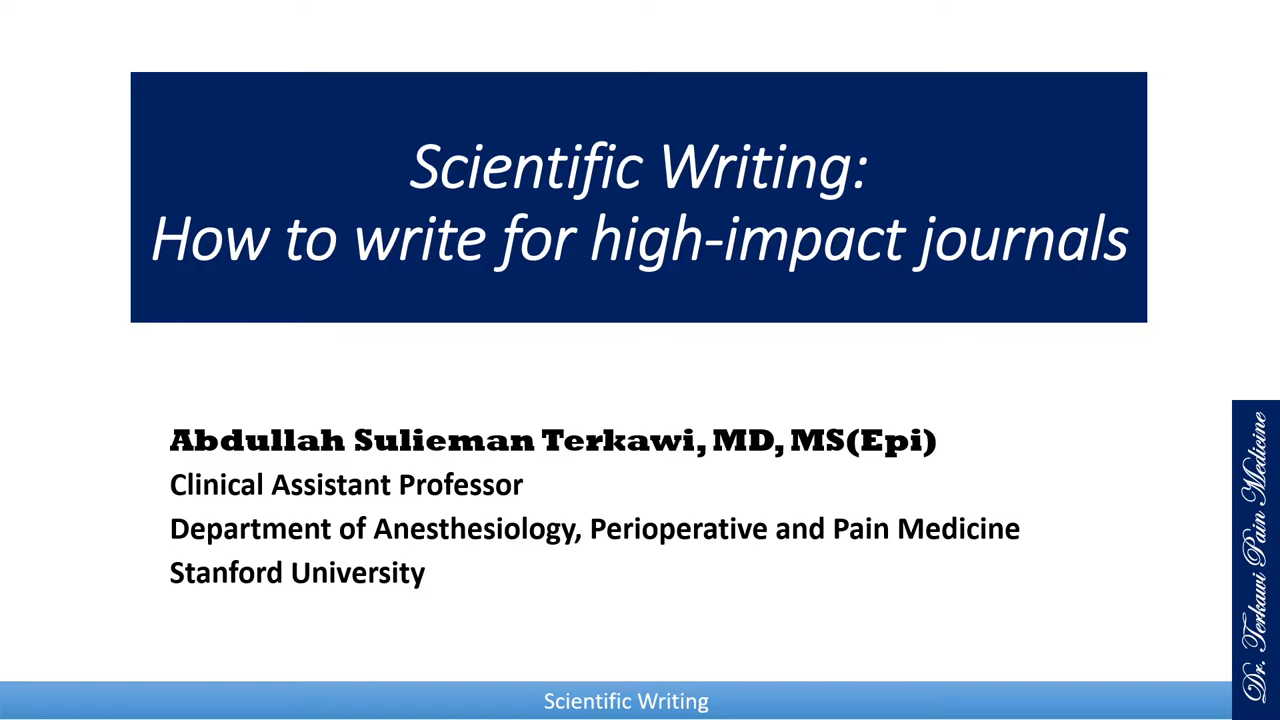 Scientific Writing:
How to write for high-impact journals
Abdullah Sulieman Terkawi, MD, MS(Epi)
Clinical Assistant Professor
Department of Anesthesiology, Perioperative and Pain Medicine
Stanford University
Dr. Terkawi Pain Medicine
Scientific Writing